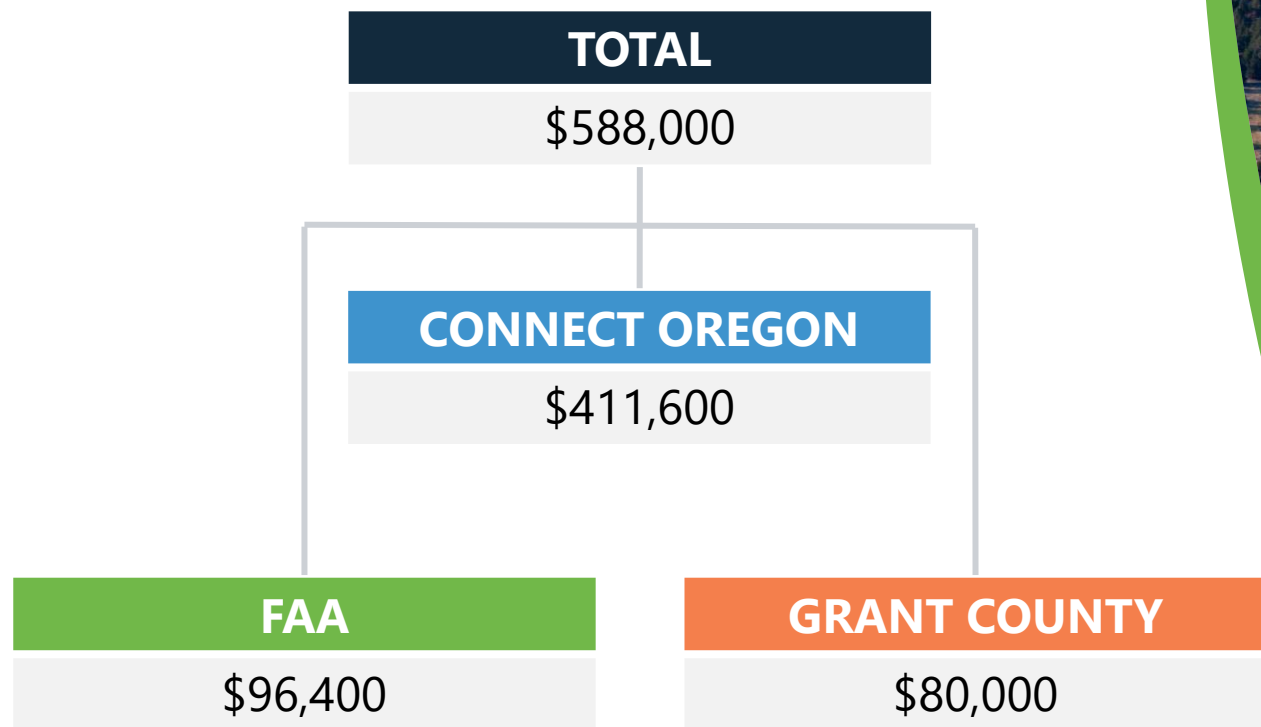 TOTAL
$588,000
CONNECT OREGON
$411,600
FAA
$96,400
GRANT COUNTY
$80,000